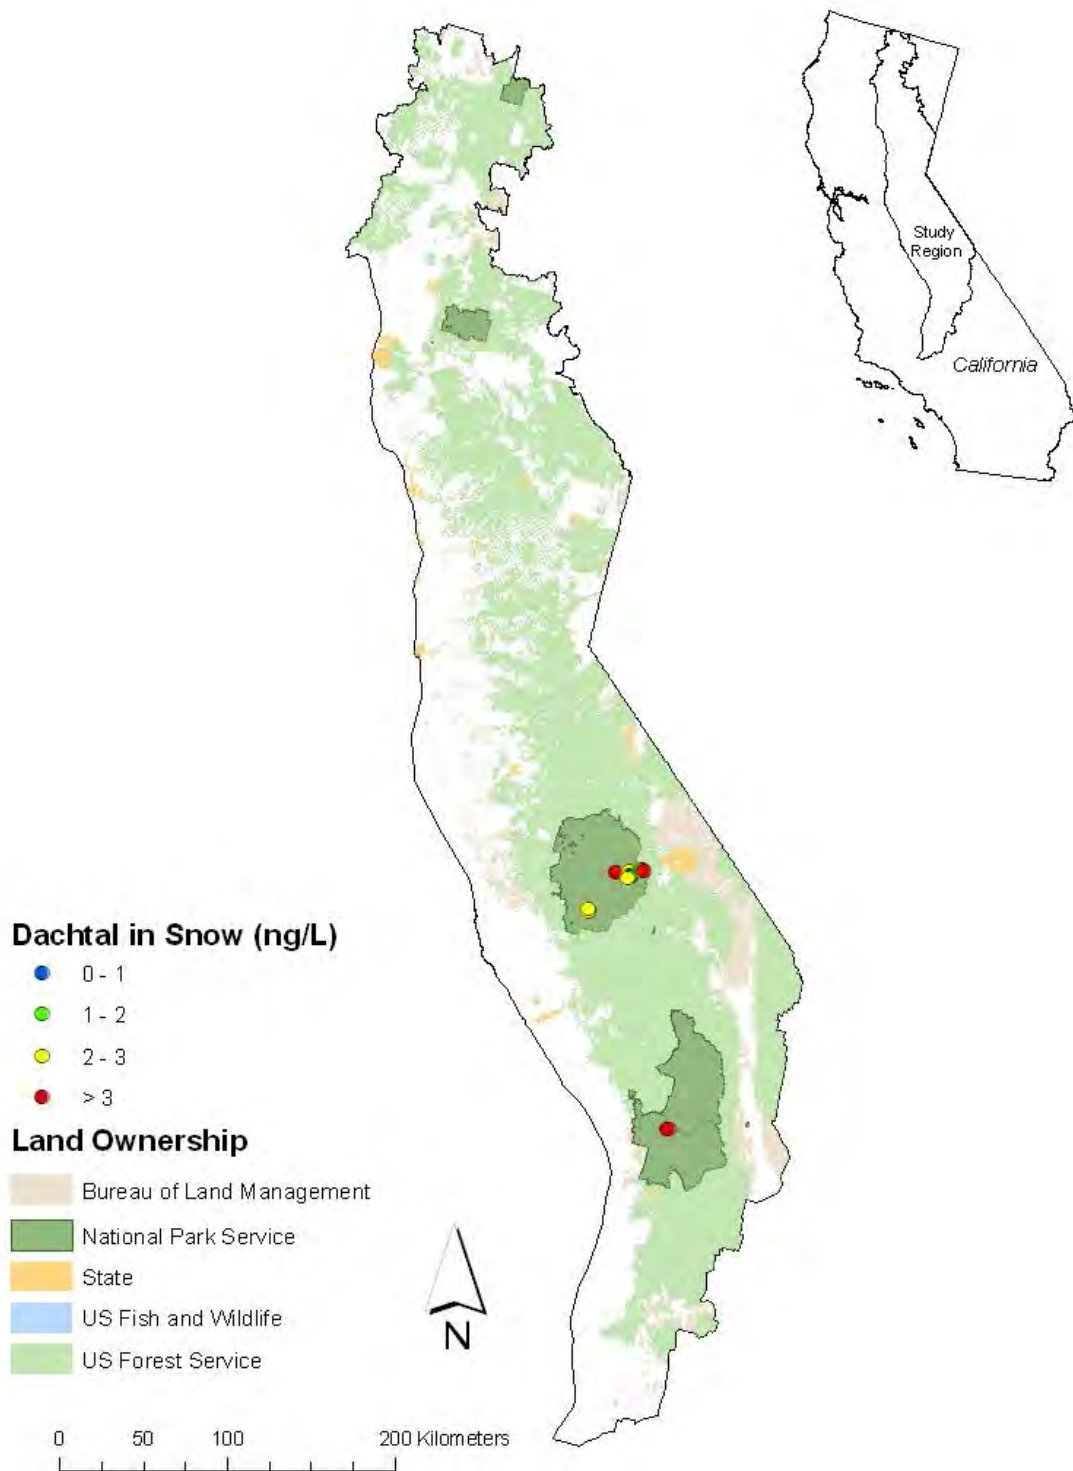 Study
Region
California
Dachtal in Snow (ng/L)
0 - 1
1 - 2
2 - 3
> 3
Land Ownership
Bureau of Land Management
National Park Service
State
US Fish and Wildlife
US Forest Service
N
0 50 100 200 Kilometers